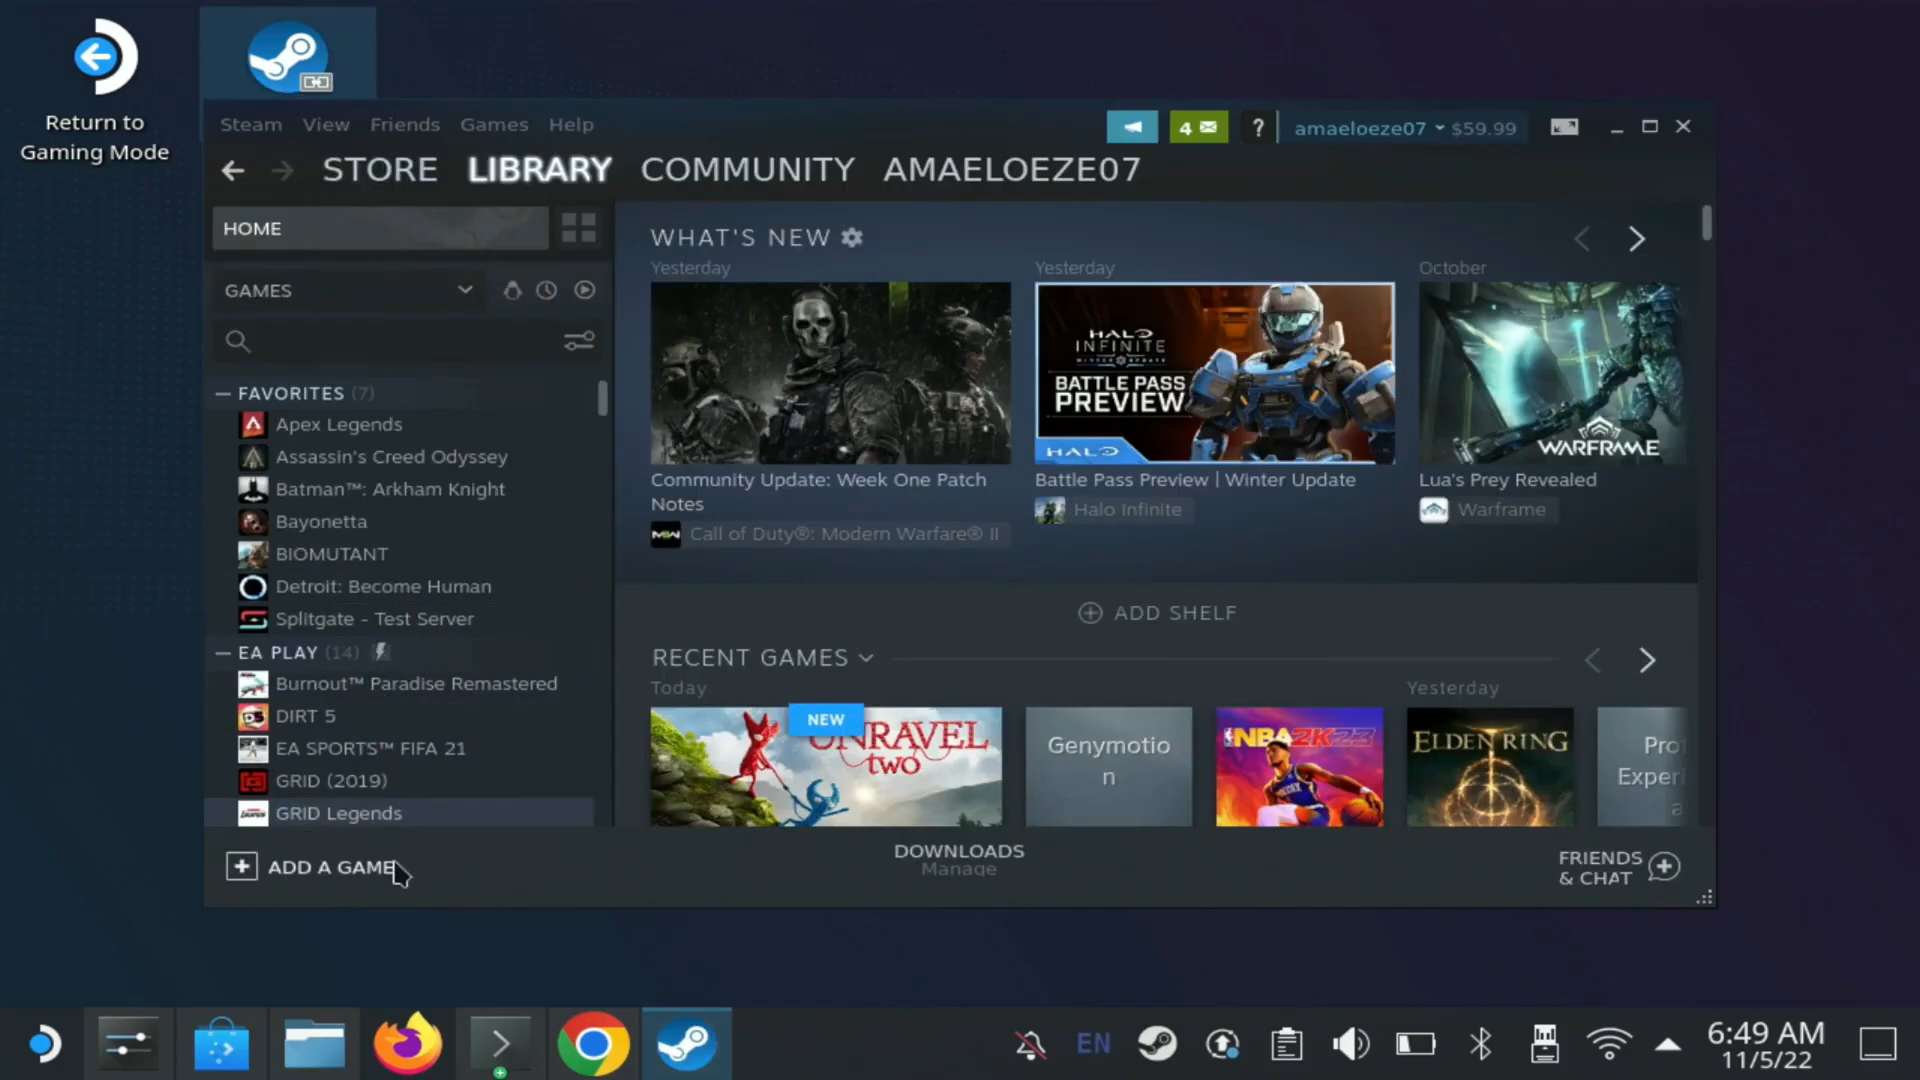 Return to
Gaming Mode
Steam View Friends Games Help
4 ? amaeloeze07 $59.99
STORE LIBRARY COMMUNITY AMAELOEZE07
HOME
GAMES
FAVORITES (7)
Apex Legends
Assassin's Creed Odyssey
Batman™: Arkham Knight
Bayonetta
BIOMUTANT
Detroit: Become Human
Splitgate - Test Server
EA PLAY (14)
Burnout™ Paradise Remastered
DIRT 5
EA SPORTS™ FIFA 21
GRID (2019)
GRID Legends
+ ADD A GAME
WHAT'S NEW
Yesterday
HALO
INFINITE
WINTER UPDATE
BATTLE PASS
PREVIEW
HALO
Yesterday
October
WARFRAME
Community Update: Week One Patch
Notes
MWII
Call of Duty®: Modern Warfare® II
Battle Pass Preview | Winter Update
Halo Infinite
Lua's Prey Revealed
Warframe
ADD SHELF
RECENT GAMES
Today
Yesterday
NEW
UNRAVEL
TWO
Genymotio
n
NBA 2K23
ELDEN RING
Pro
Experi
a
DOWNLOADS
Manage
FRIENDS
& CHAT
EN
6:49 AM
11/5/22